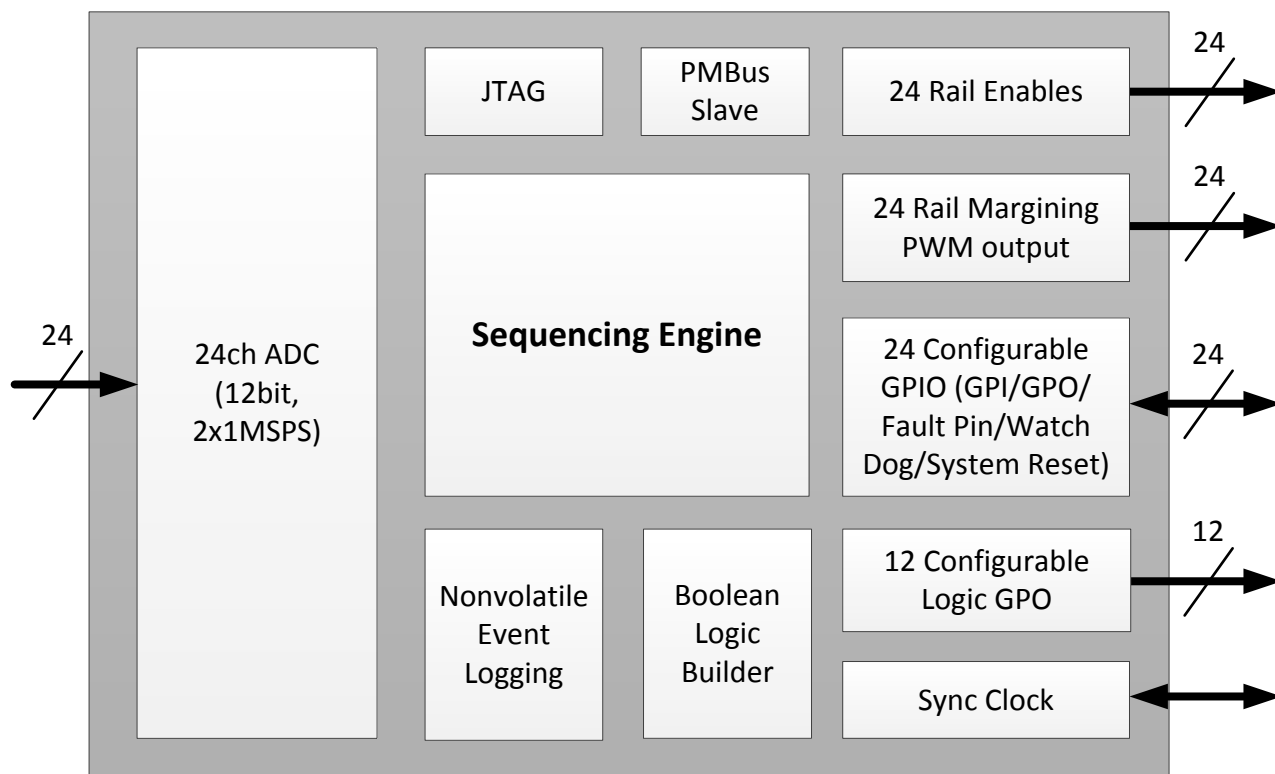 JTAG
PMBus
Slave
24 Rail Enables
24
24 Rail Margining
PWM output
24
Sequencing Engine
24
24ch ADC
(12bit,
2x1MSPS)
24 Configurable
GPIO (GPI/GPO/
Fault Pin/Watch
Dog/System Reset)
24
Nonvolatile
Event
Logging
Boolean
Logic
Builder
12 Configurable
Logic GPO
12
Sync Clock